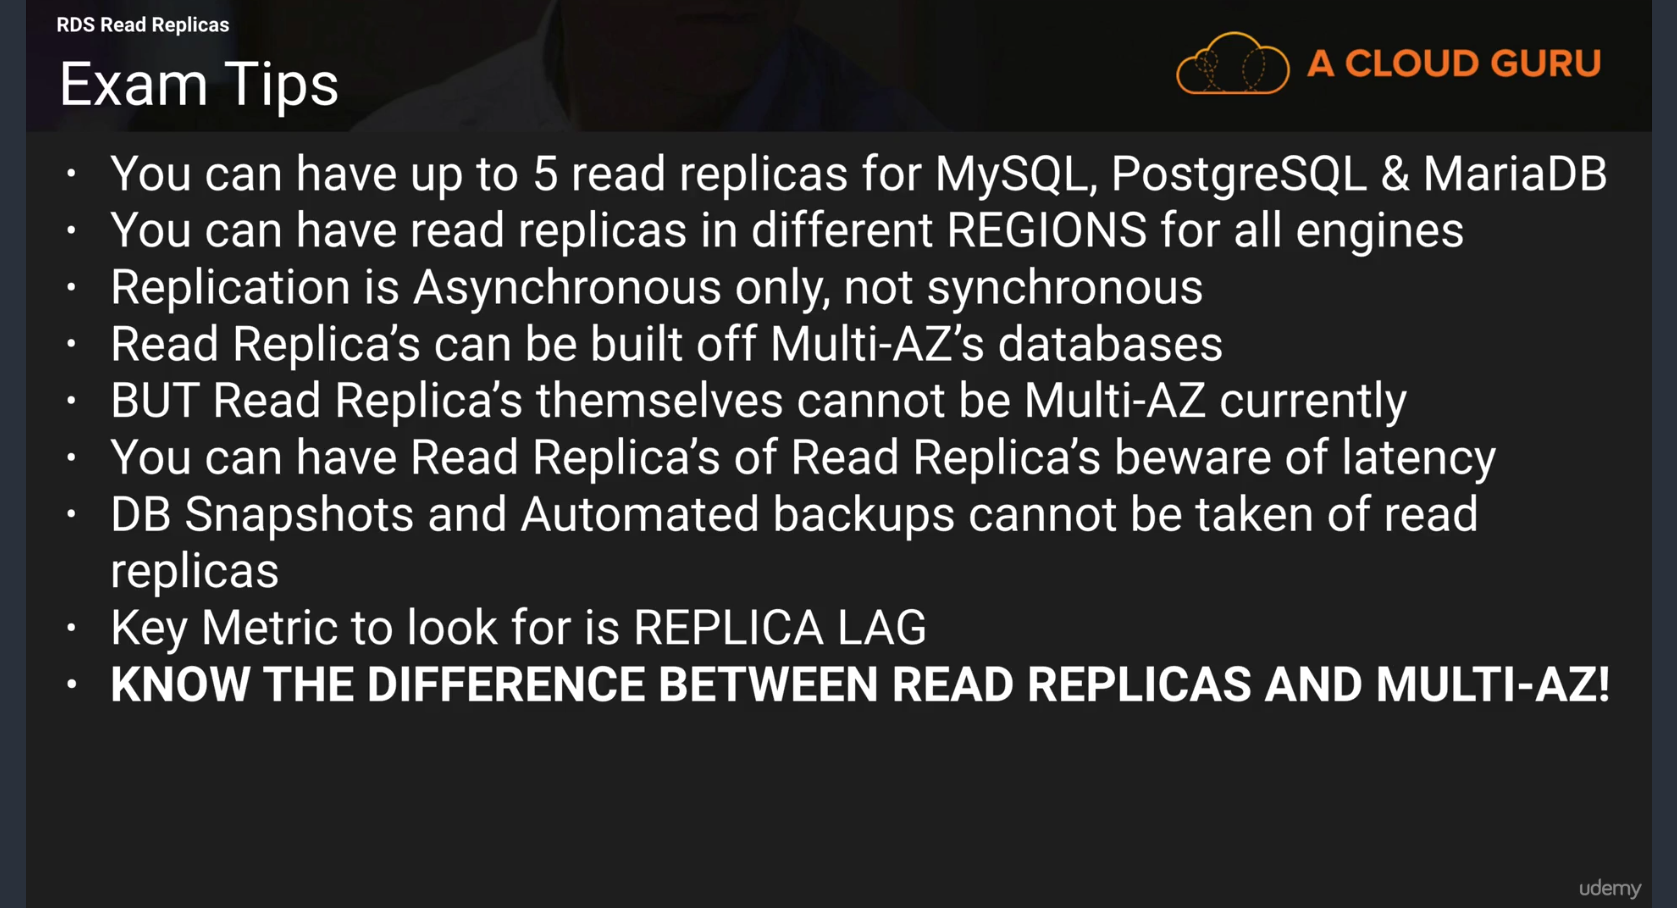 RDS Read Replicas
Exam Tips
A CLOUD GURU
• You can have up to 5 read replicas for MySQL, PostgreSQL & MariaDB
• You can have read replicas in different REGIONS for all engines
• Replication is Asynchronous only, not synchronous
• Read Replica’s can be built off Multi-AZ’s databases
• BUT Read Replica’s themselves cannot be Multi-AZ currently
• You can have Read Replica’s of Read Replica’s beware of latency
• DB Snapshots and Automated backups cannot be taken of read
replicas
• Key Metric to look for is REPLICA LAG
• KNOW THE DIFFERENCE BETWEEN READ REPLICAS AND MULTI-AZ!
udemy